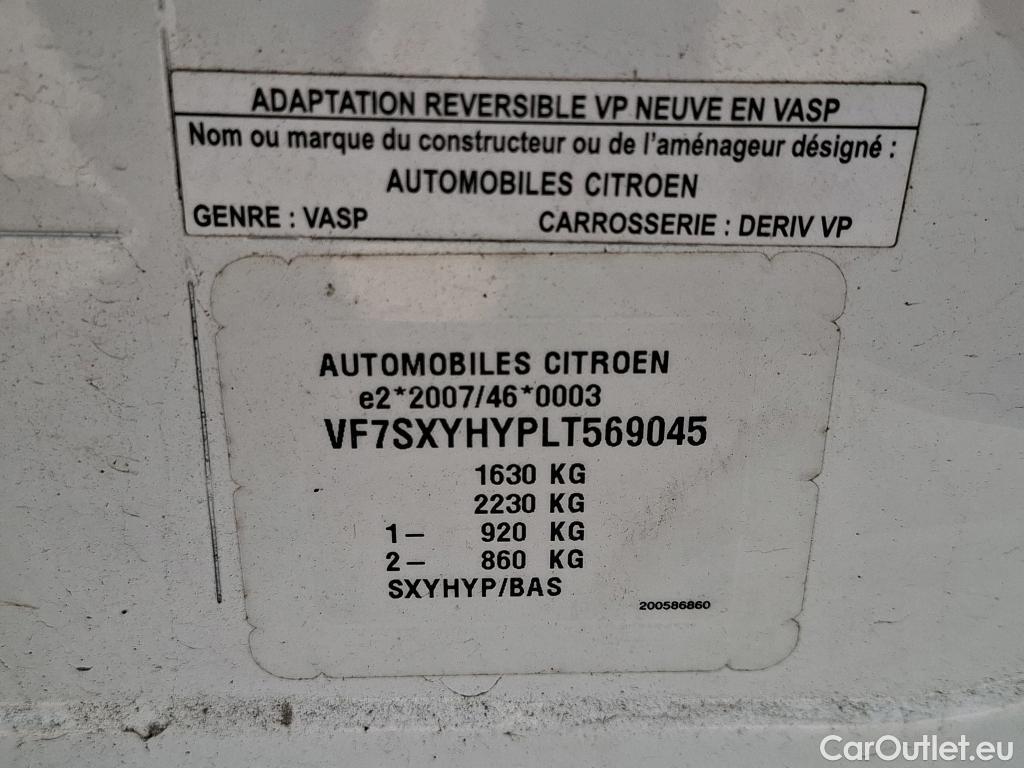 ADAPTATION REVERSIBLE VP NEUVE EN VASP
Nom ou marque du constructeur ou de l'aménageur désigné :
AUTOMOBILES CITROEN
GENRE : VASP CARROSSERIE : DERIV VP
AUTOMOBILES CITROEN
e2*2007/46*0003
VF7SXYHYPLT569045
1630 KG
2230 KG
1– 920 KG
2– 860 KG
SXYHYP/BAS
200586860
CarOutlet.eu